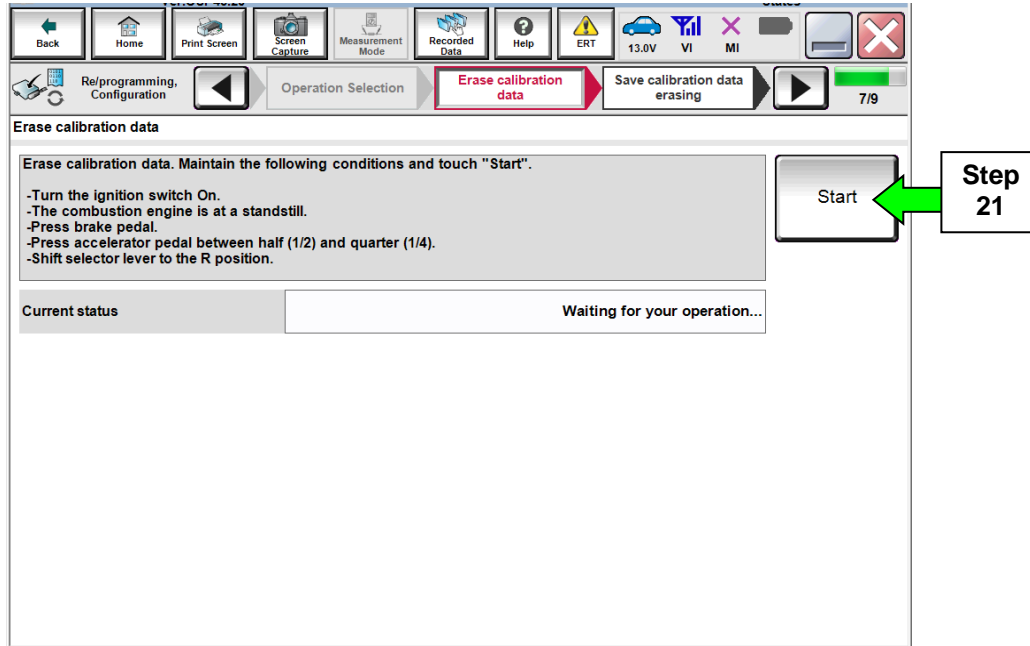 Back
Home
Print Screen
Screen
Capture
Measurement
Mode
Recorded
Data
Help
ERT
13.0V
VI
MI
Re/programming,
Configuration
Operation Selection
Erase calibration
data
Save calibration data
erasing
7/9
Erase calibration data
Erase calibration data. Maintain the following conditions and touch "Start".
-Turn the ignition switch On.
-The combustion engine is at a standstill.
-Press brake pedal.
-Press accelerator pedal between half (1/2) and quarter (1/4).
-Shift selector lever to the R position.
Start
Step
21
Current status
Waiting for your operation...